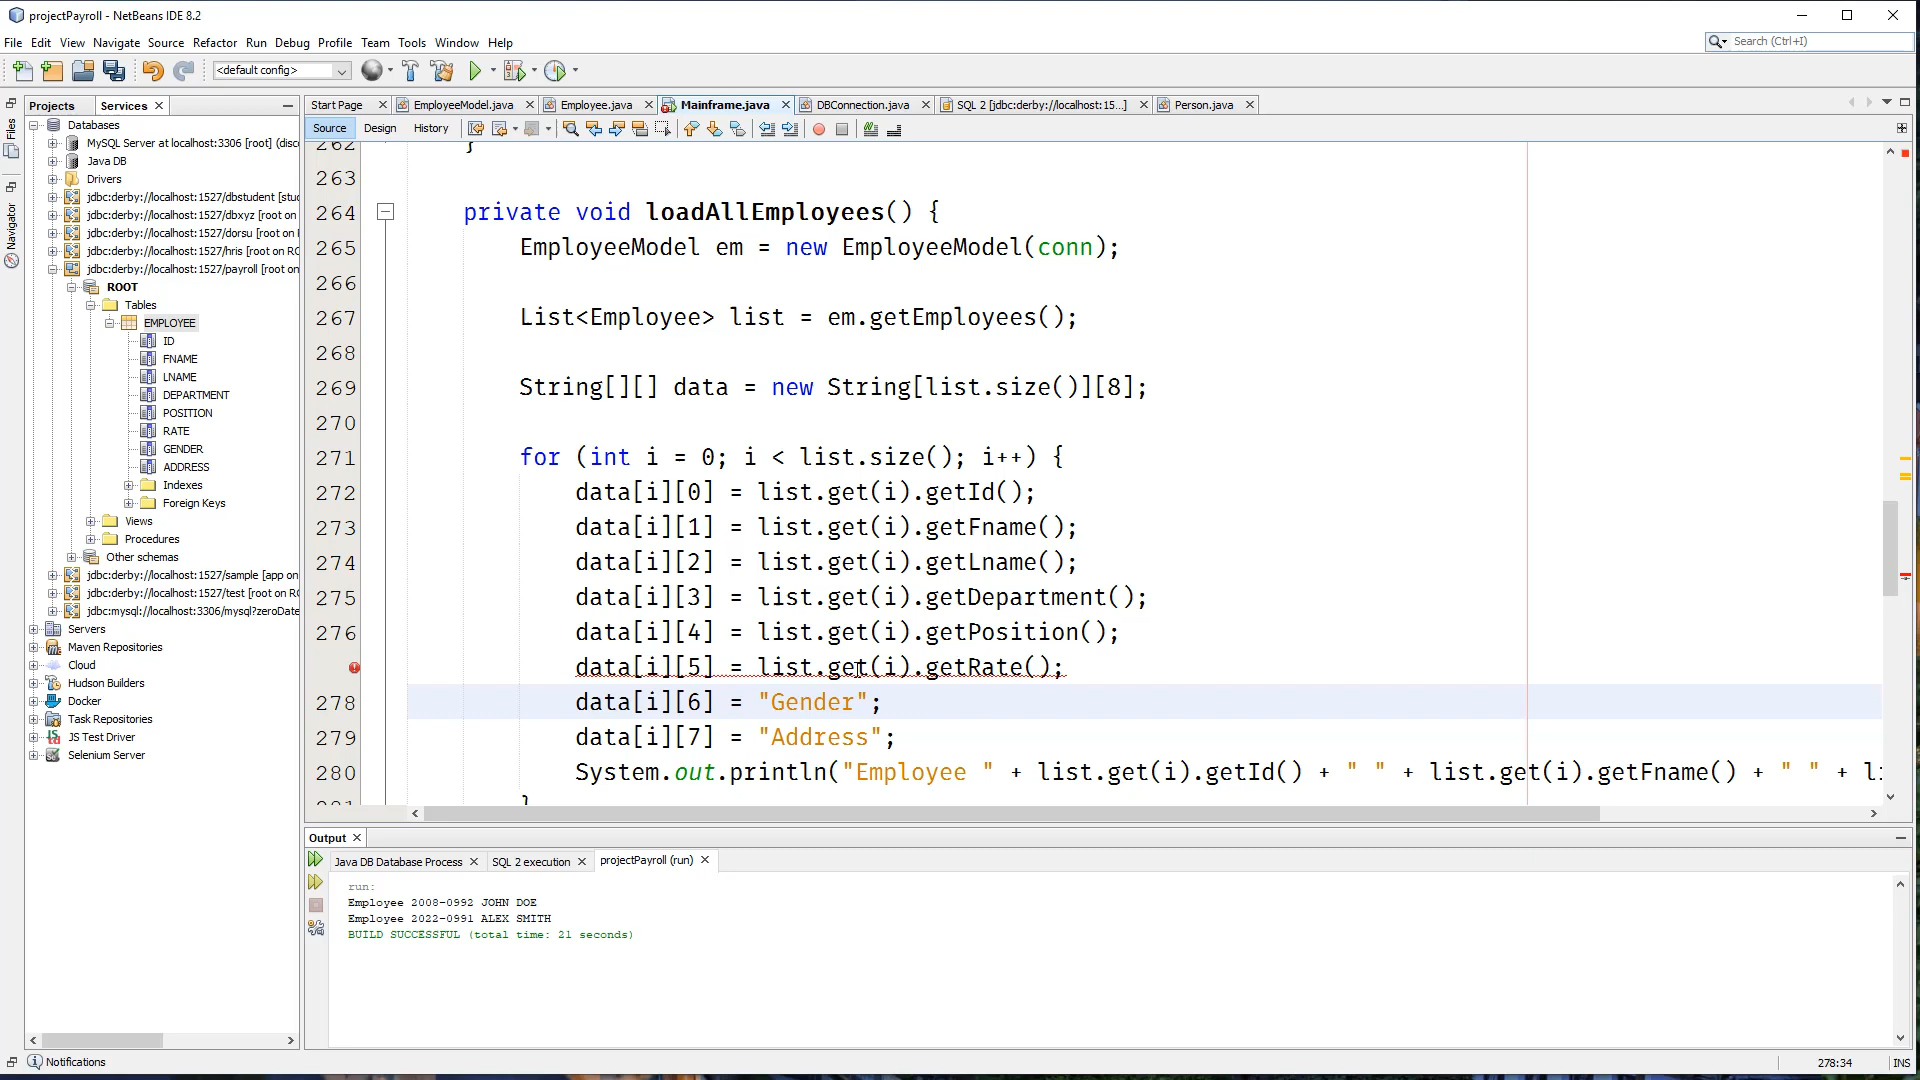 projectPayroll - NetBeans IDE 8.2
File Edit View Navigate Source Refactor Run Debug Profile Team Tools Window Help
Search (Ctrl+I)
<default config>
Projects
Services
Files
Navigator
Databases
MySQL Server at localhost:3306 [root] (disc
Java DB
Drivers
jdbc:derby://localhost:1527/dbstudent [stuc
jdbc:derby://localhost:1527/dbxyz [root on
jdbc:derby://localhost:1527/dorsu [root on
jdbc:derby://localhost:1527/hris [root on RC
jdbc:derby://localhost:1527/payroll [root on
ROOT
Tables
EMPLOYEE
ID
FNAME
LNAME
DEPARTMENT
POSITION
RATE
GENDER
ADDRESS
Indexes
Foreign Keys
Views
Procedures
Other schemas
jdbc:derby://localhost:1527/sample [app on
jdbc:derby://localhost:1527/test [root on RC
jdbc:mysql://localhost:3306/mysql?zeroDate
Servers
Maven Repositories
Cloud
Hudson Builders
Docker
Task Repositories
JS Test Driver
Selenium Server
Start Page
EmployeeModel.java
Employee.java
Mainframe.java
DBConnection.java
SQL 2 [jdbc:derby://localhost:15...]
Person.java
Source Design History
262 }
263
264 private void loadAllEmployees() {
265 EmployeeModel em = new EmployeeModel(conn);
266
267 List<Employee> list = em.getEmployees();
268
269 String[][] data = new String[list.size()][8];
270
271 for (int i = 0; i < list.size(); i++) {
272 data[i][0] = list.get(i).getId();
273 data[i][1] = list.get(i).getFname();
274 data[i][2] = list.get(i).getLname();
275 data[i][3] = list.get(i).getDepartment();
276 data[i][4] = list.get(i).getPosition();
data[i][5] = list.get(i).getRate();
278 data[i][6] = "Gender";
279 data[i][7] = "Address";
280 System.out.println("Employee " + list.get(i).getId() + " " + list.get(i).getFname() + " " + li
281 }
Output
Java DB Database Process
SQL 2 execution
projectPayroll (run)
run:
Employee 2008-0992 JOHN DOE
Employee 2022-0991 ALEX SMITH
BUILD SUCCESSFUL (total time: 21 seconds)
Notifications
278:34
INS